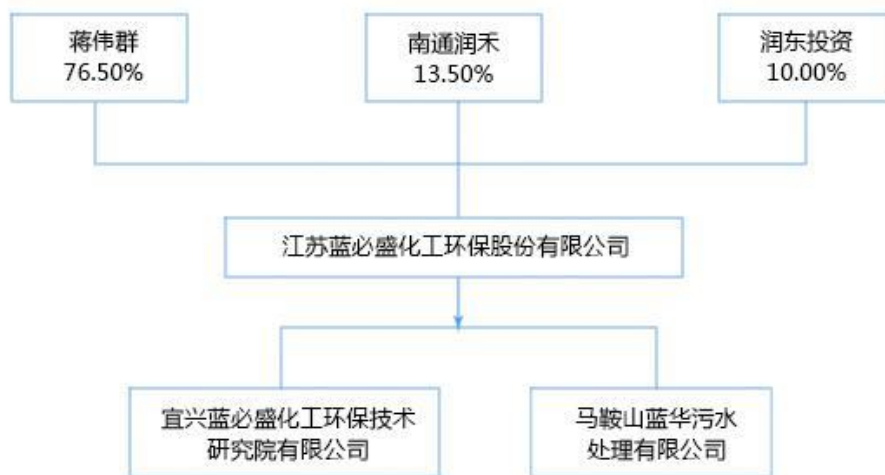 蒋伟群
76.50%
南通润禾
13.50%
润东投资
10.00%
江苏蓝必盛化工环保股份有限公司
宜兴蓝必盛化工环保技术
研究院有限公司
马鞍山蓝华污水
处理有限公司